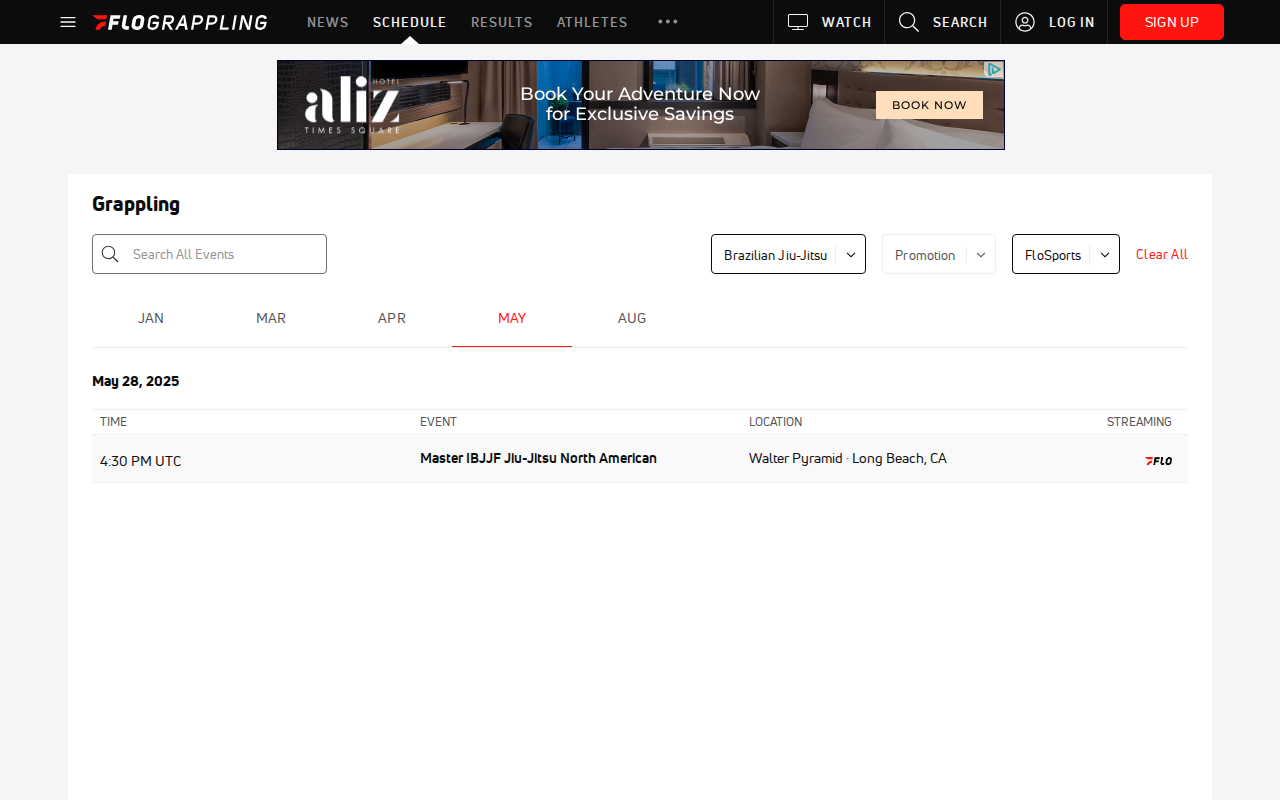 FLOGRAPPLING NEWS SCHEDULE RESULTS ATHLETES WATCH SEARCH LOG IN SIGN UP
HOTEL
aliz
TIMES SQUARE
Book Your Adventure Now
for Exclusive Savings
BOOK NOW
Grappling
Search All Events Brazilian Jiu-Jitsu Promotion FloSports Clear All
JAN MAR APR MAY AUG
May 28, 2025
TIME EVENT LOCATION STREAMING
4:30 PM UTC Master IBJJF Jiu-Jitsu North American Walter Pyramid · Long Beach, CA FLO